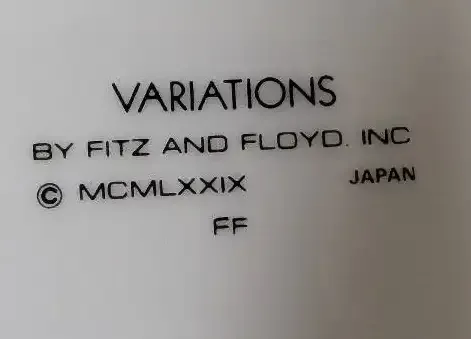 VARIATIONS
BY FITZ AND FLOYD. INC
© MCMLXXIX JAPAN
FF